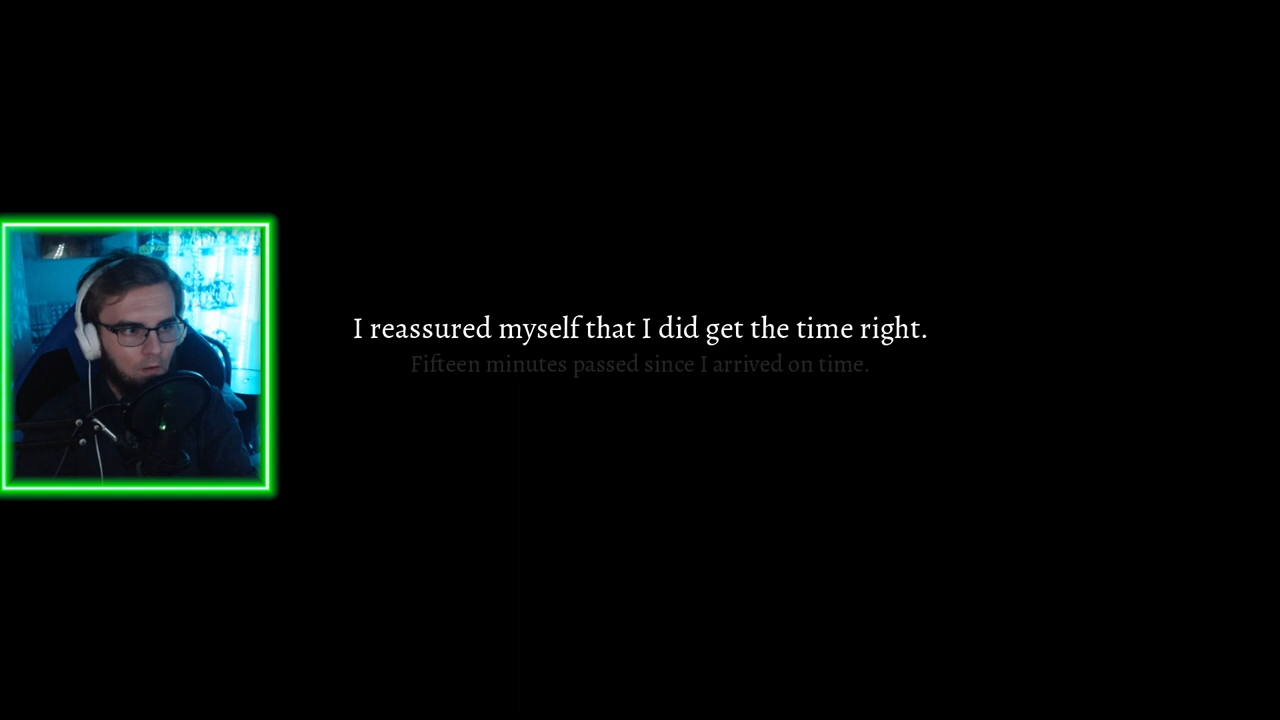 I reassured myself that I did get the time right.
Fifteen minutes passed since I arrived on time.